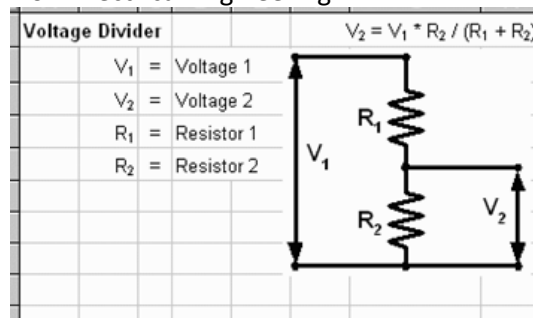 Voltage Divider V₂ = V₁ * R₂ / (R₁ + R₂)
V₁ = Voltage 1
V₂ = Voltage 2
R₁ = Resistor 1
R₂ = Resistor 2
R₁
V₁
V₂
R₂